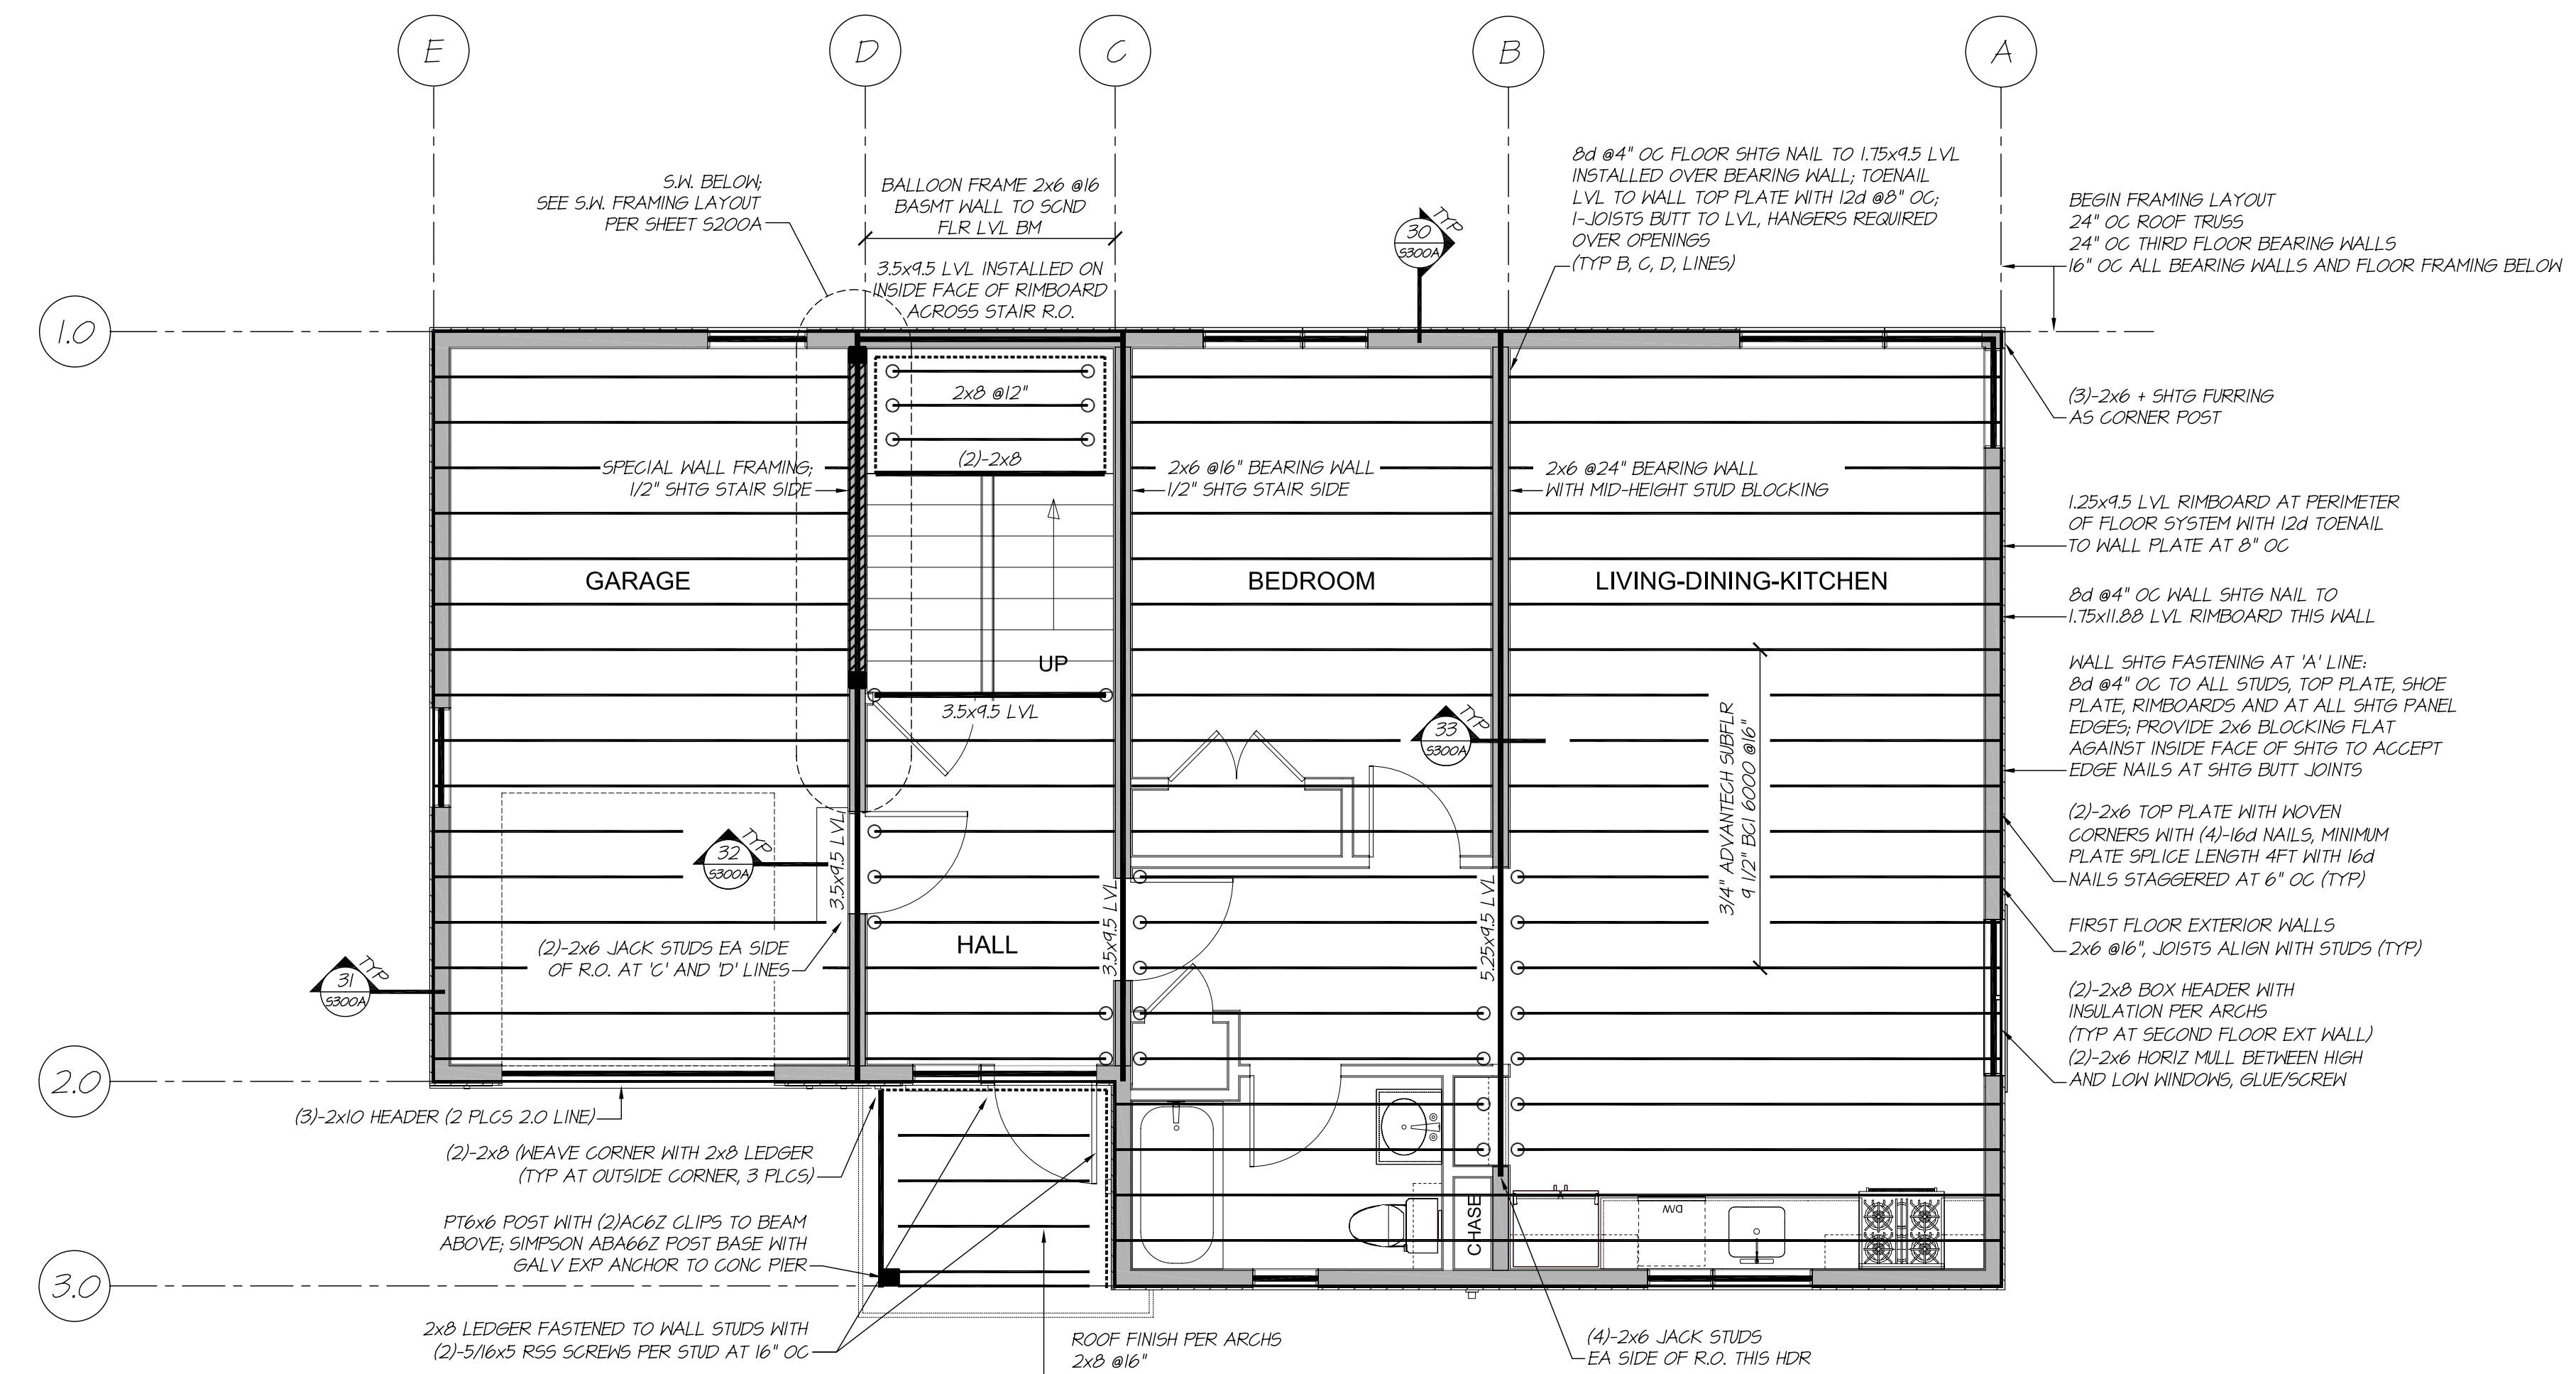 E
D
C
B
A
S.W. BELOW;
SEE S.W. FRAMING LAYOUT
PER SHEET S200A
BALLOON FRAME 2x6 @16
BASMT WALL TO SCND
FLR LVL BM
3.5x9.5 LVL INSTALLED ON
INSIDE FACE OF RIMBOARD
ACROSS STAIR R.O.
30
S300A
TYP
8d @4" OC FLOOR SHTG NAIL TO 1.75x9.5 LVL
INSTALLED OVER BEARING WALL; TOENAIL
LVL TO WALL TOP PLATE WITH 12d @8" OC;
I-JOISTS BUTT TO LVL, HANGERS REQUIRED
OVER OPENINGS
(TYP B, C, D, LINES)
BEGIN FRAMING LAYOUT
24" OC ROOF TRUSS
24" OC THIRD FLOOR BEARING WALLS
16" OC ALL BEARING WALLS AND FLOOR FRAMING BELOW
1.0
2x8 @12"
(2)-2x8
(3)-2x6 + SHTG FURRING
AS CORNER POST
SPECIAL WALL FRAMING;
1/2" SHTG STAIR SIDE
2x6 @16" BEARING WALL
1/2" SHTG STAIR SIDE
2x6 @24" BEARING WALL
WITH MID-HEIGHT STUD BLOCKING
1.25x9.5 LVL RIMBOARD AT PERIMETER
OF FLOOR SYSTEM WITH 12d TOENAIL
TO WALL PLATE AT 8" OC
GARAGE
BEDROOM
LIVING-DINING-KITCHEN
8d @4" OC WALL SHTG NAIL TO
1.75x11.88 LVL RIMBOARD THIS WALL
UP
3.5x9.5 LVL
WALL SHTG FASTENING AT 'A' LINE:
8d @4" OC TO ALL STUDS, TOP PLATE, SHOE
PLATE, RIMBOARDS AND AT ALL SHTG PANEL
EDGES; PROVIDE 2x6 BLOCKING FLAT
AGAINST INSIDE FACE OF SHTG TO ACCEPT
EDGE NAILS AT SHTG BUTT JOINTS
33
S300A
TYP
3/4" ADVANTECH SUBFLR
9 1/2" BCI 6000 @16"
32
S300A
TYP
3.5x9.5 LVL
3.5x9.5 LVL
5.25x9.5 LVL
(2)-2x6 TOP PLATE WITH WOVEN
CORNERS WITH (4)-16d NAILS, MINIMUM
PLATE SPLICE LENGTH 4FT WITH 16d
NAILS STAGGERED AT 6" OC (TYP)
(2)-2x6 JACK STUDS EA SIDE
OF R.O. AT 'C' AND 'D' LINES
HALL
FIRST FLOOR EXTERIOR WALLS
2x6 @16", JOISTS ALIGN WITH STUDS (TYP)
31
S300A
TYP
(2)-2x8 BOX HEADER WITH
INSULATION PER ARCHS
(TYP AT SECOND FLOOR EXT WALL)
(2)-2x6 HORIZ MULL BETWEEN HIGH
AND LOW WINDOWS, GLUE/SCREW
2.0
(3)-2x10 HEADER (2 PLCS 2.0 LINE)
(2)-2x8 (WEAVE CORNER WITH 2x8 LEDGER
(TYP AT OUTSIDE CORNER, 3 PLCS)
PT6x6 POST WITH (2)AC6Z CLIPS TO BEAM
ABOVE; SIMPSON ABA66Z POST BASE WITH
GALV EXP ANCHOR TO CONC PIER
CHASE
D/W
3.0
2x8 LEDGER FASTENED TO WALL STUDS WITH
(2)-5/16x5 RSS SCREWS PER STUD AT 16" OC
ROOF FINISH PER ARCHS
2x8 @16"
(4)-2x6 JACK STUDS
EA SIDE OF R.O. THIS HDR